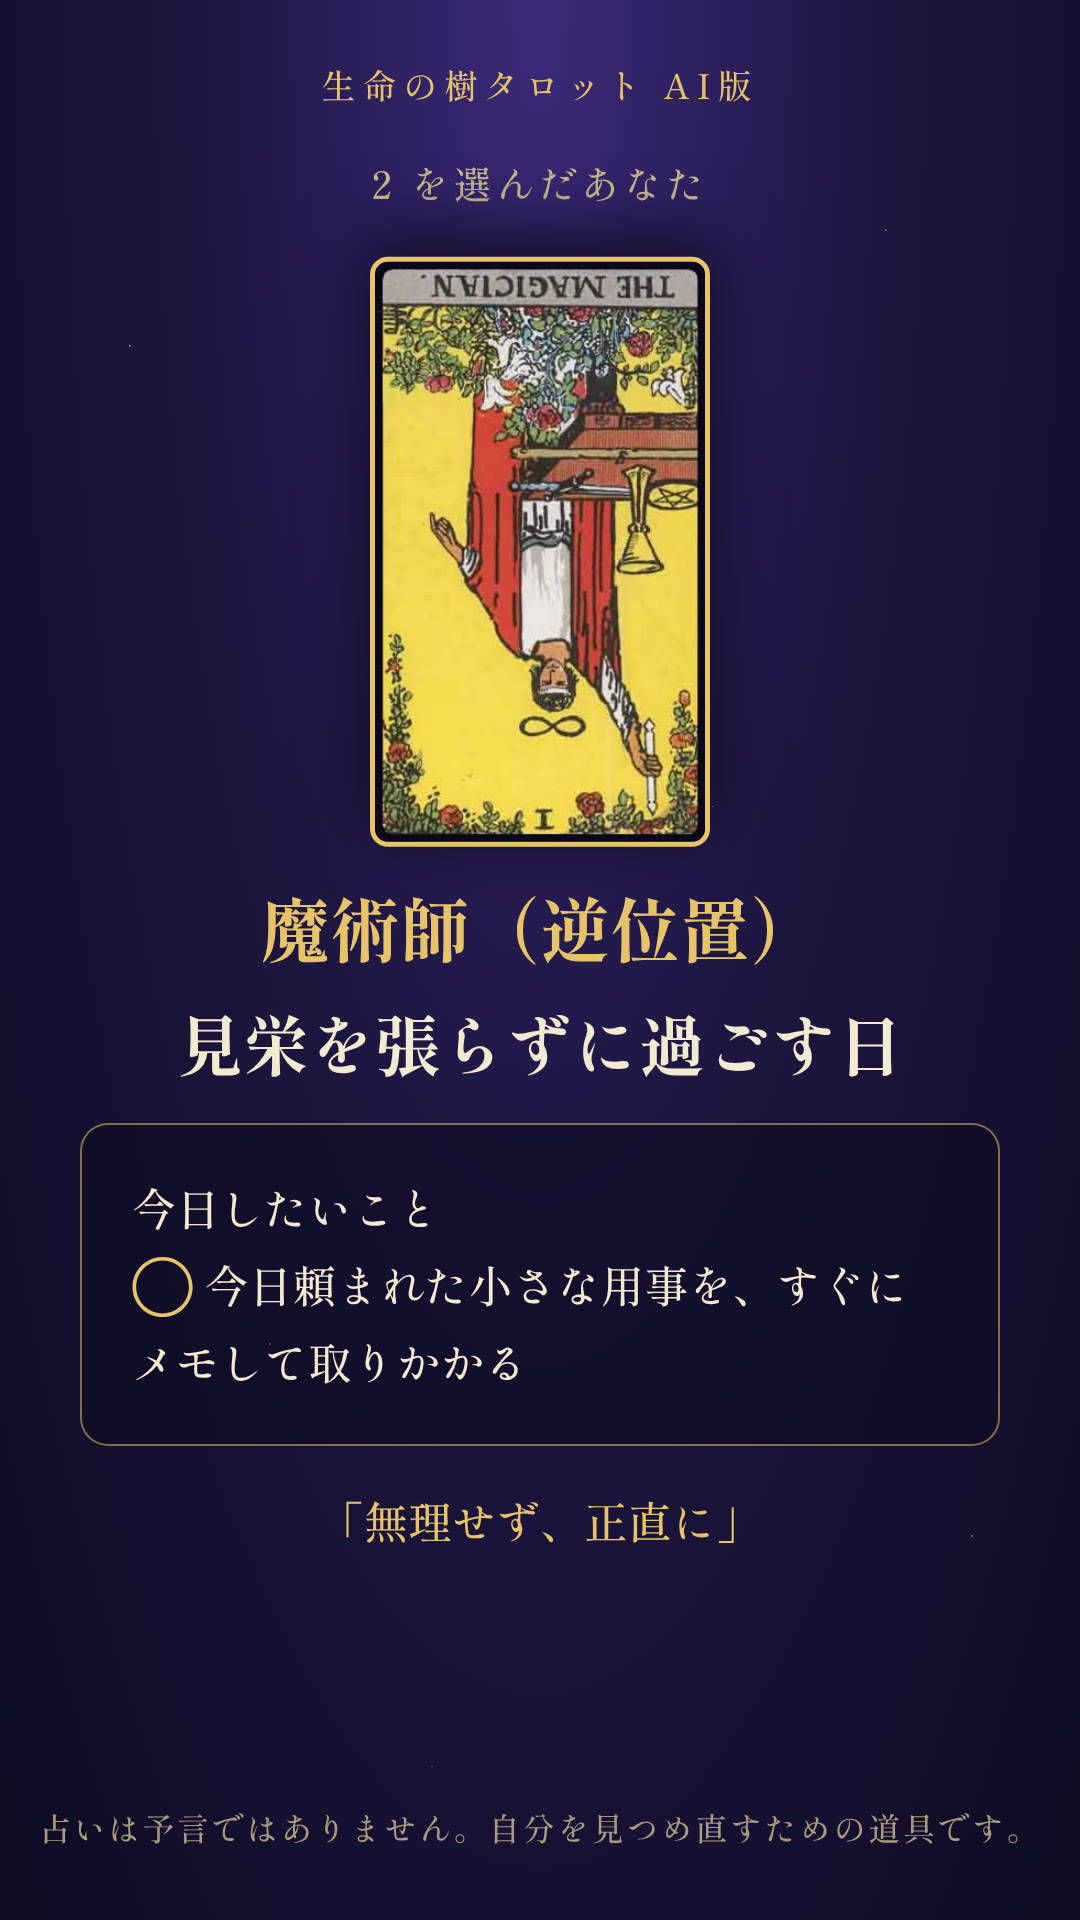 生命の樹タロット AI版
2 を選んだあなた
THE MAGICIAN.
I
魔術師（逆位置）
見栄を張らずに過ごす日
今日したいこと
◯ 今日頼まれた小さな用事を、すぐに
メモして取りかかる
「無理せず、正直に」
占いは予言ではありません。自分を見つめ直すための道具です。